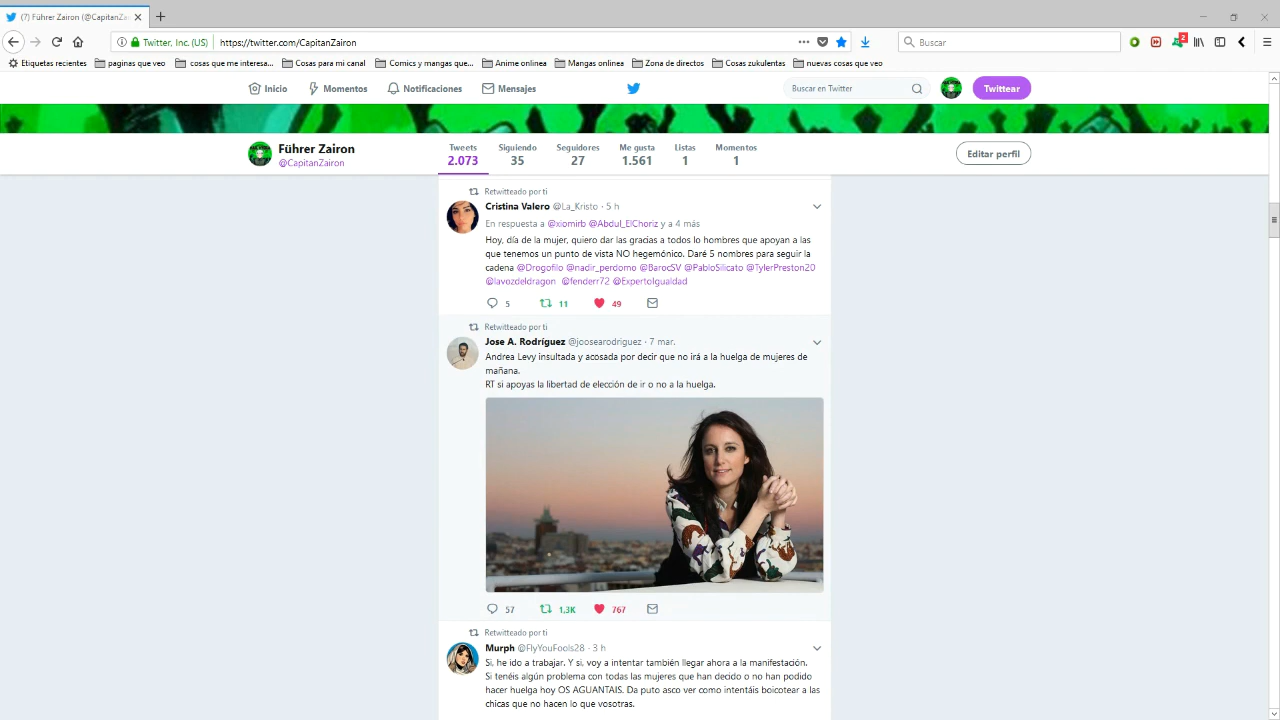 (7) Führer Zairon (@CapitanZai
Twitter, Inc. (US)
https://twitter.com/CapitanZairon
Buscar
2
Etiquetas recientes
paginas que veo
cosas que me interesa...
Cosas para mi canal
Comics y mangas que...
Anime onlinea
Mangas onlinea
Zona de directos
Cosas zukulentas
nuevas cosas que veo
Inicio
Momentos
Notificaciones
Mensajes
Buscar en Twitter
Twittear
Führer Zairon
@CapitanZairon
Tweets
2.073
Siguiendo
35
Seguidores
27
Me gusta
1.561
Listas
1
Momentos
1
Editar perfil
Retwitteado por ti
Cristina Valero @La_Kristo · 5 h
En respuesta a @xiomirb @Abdul_ElChoriz y a 4 más
Hoy, día de la mujer, quiero dar las gracias a todos lo hombres que apoyan a las
que tenemos un punto de vista NO hegemónico. Daré 5 nombres para seguir la
cadena @Drogofilo @nadir_perdomo @BarocSV @PabloSilicato @TylerPreston20
@lavozdeldragon @fenderr72 @ExpertoIgualdad
5 11 49
Retwitteado por ti
Jose A. Rodríguez @joosearodriguez · 7 mar.
Andrea Levy insultada y acosada por decir que no irá a la huelga de mujeres de
mañana.
RT si apoyas la libertad de elección de ir o no a la huelga.
57 1,3K 767
Retwitteado por ti
Murph @FlyYouFools28 · 3 h
Si, he ido a trabajar. Y si, voy a intentar también llegar ahora a la manifestación.
Si tenéis algún problema con todas las mujeres que han decido o no han podido
hacer huelga hoy OS AGUANTAIS. Da puto asco ver como intentáis boicotear a las
chicas que no hacen lo que vosotras.